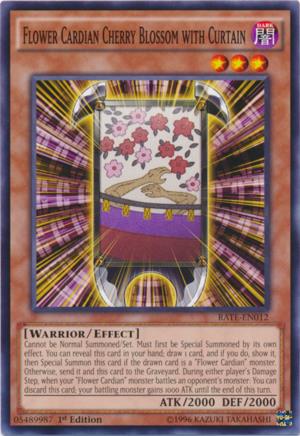 FLOWER CARDIAN CHERRY BLOSSOM WITH CURTAIN
DARK
闇
RATE-EN012
[WARRIOR/EFFECT]
Cannot be Normal Summoned/Set. Must first be Special Summoned by its own
effect. You can reveal this card in your hand; draw 1 card, and if you do, show it,
then Special Summon this card if the drawn card is a "Flower Cardian" monster.
Otherwise, send it and this card to the Graveyard. During either player's Damage
Step, when your "Flower Cardian" monster battles an opponent's monster: You can
discard this card; your battling monster gains 1000 ATK until the end of this turn.
ATK/2000 DEF/2000
05489987 1st Edition ©1996 KAZUKI TAKAHASHI